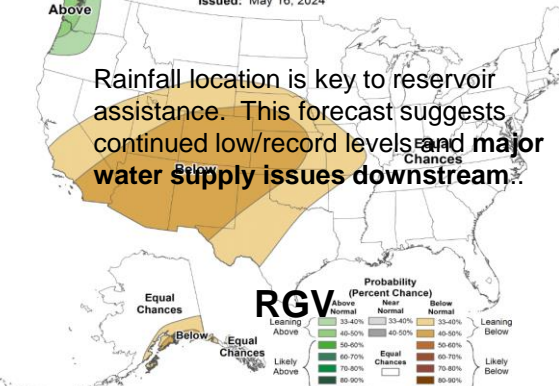 Issued: May 16, 2024
Above
Rainfall location is key to reservoir
assistance. This forecast suggests
continued low/record levels and major
water supply issues downstream..
Equal
Chances
Below
Equal
Chances
Below
Equal
Chances
RGV
Probability
(Percent Chance)
Above Normal
Near Normal
Below Normal
Leaning Above
33-40% 33-40% 33-40%
40-50% 40-50% 40-50%
Leaning Below
50-60% 50-60%
Likely Above
60-70% Equal Chances 60-70%
70-80% 70-80%
80-90% 80-90%
Likely Below